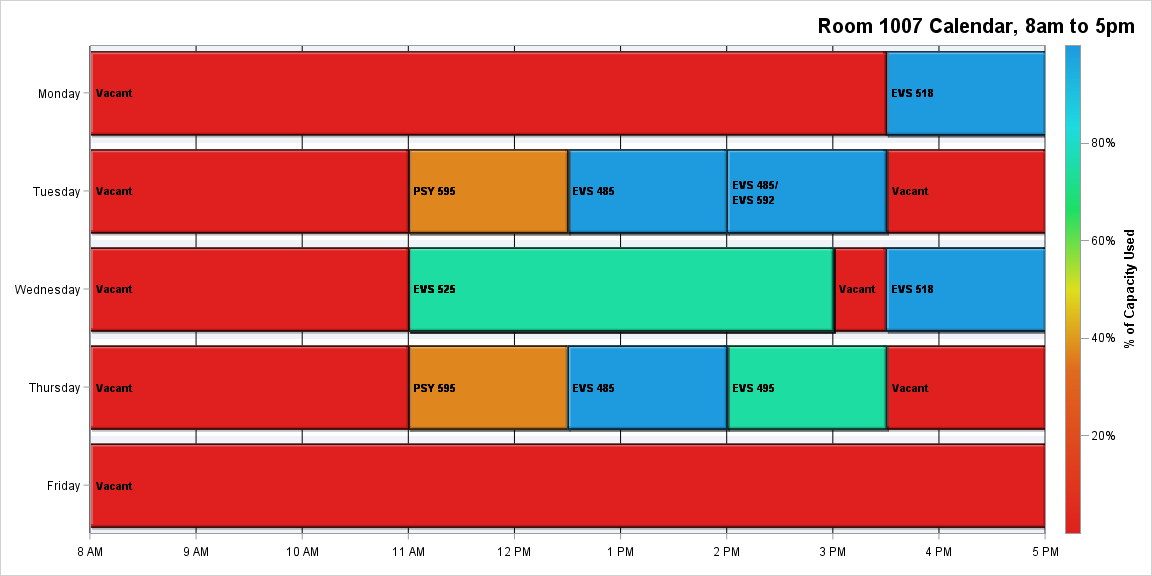 Room 1007 Calendar, 8am to 5pm
Monday
Vacant
EVS 518
Tuesday
Vacant
PSY 595
EVS 485
EVS 485/
EVS 592
Vacant
Wednesday
Vacant
EVS 525
Vacant
EVS 518
Thursday
Vacant
PSY 595
EVS 485
EVS 495
Vacant
Friday
Vacant
8 AM
9 AM
10 AM
11 AM
12 PM
1 PM
2 PM
3 PM
4 PM
5 PM
80%
60%
40%
20%
% of Capacity Used